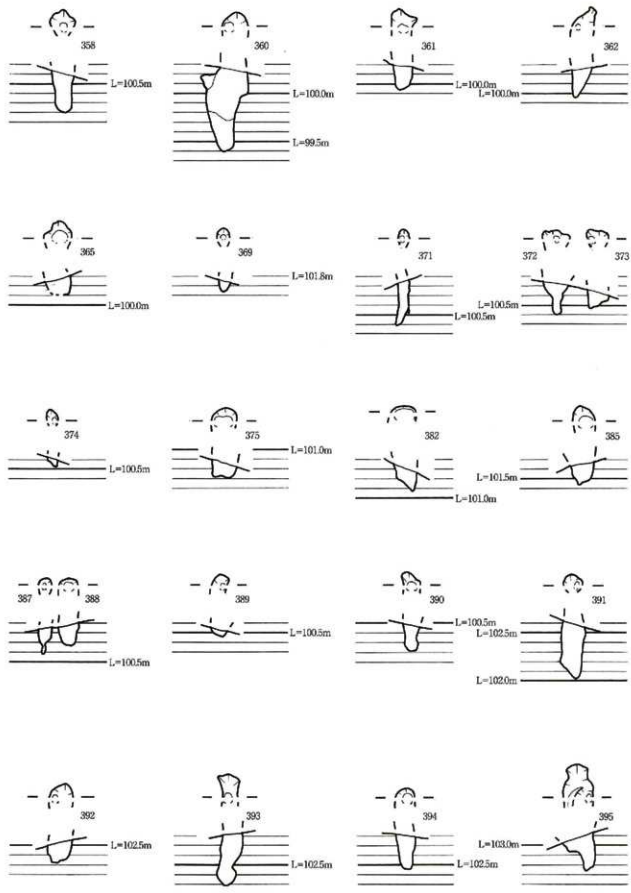 358
L=100.5m
360
L=100.0m
L=99.5m
361
L=100.0m
362
L=100.0m
365
L=100.0m
369
L=101.8m
371
L=100.5m
372
373
L=100.5m
374
L=100.5m
375
L=101.0m
382
L=101.0m
385
L=101.5m
387
388
L=100.5m
389
L=100.5m
390
L=100.5m
391
L=102.5m
L=102.0m
392
L=102.5m
393
L=102.5m
394
L=102.5m
395
L=103.0m